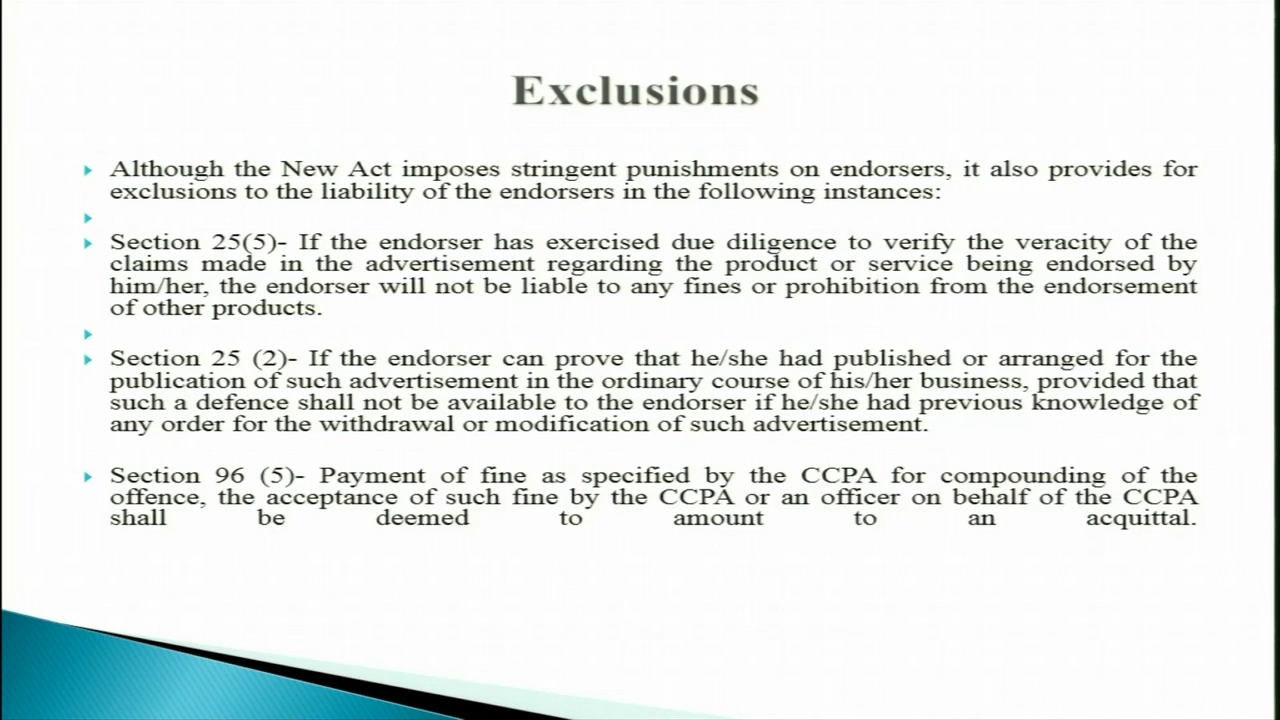 Exclusions
Although the New Act imposes stringent punishments on endorsers, it also provides for
exclusions to the liability of the endorsers in the following instances:
Section 25(5)- If the endorser has exercised due diligence to verify the veracity of the
claims made in the advertisement regarding the product or service being endorsed by
him/her, the endorser will not be liable to any fines or prohibition from the endorsement
of other products.
Section 25 (2)- If the endorser can prove that he/she had published or arranged for the
publication of such advertisement in the ordinary course of his/her business, provided that
such a defence shall not be available to the endorser if he/she had previous knowledge of
any order for the withdrawal or modification of such advertisement.
Section 96 (5)- Payment of fine as specified by the CCPA for compounding of the
offence, the acceptance of such fine by the CCPA or an officer on behalf of the CCPA
shall be deemed to amount to an acquittal.